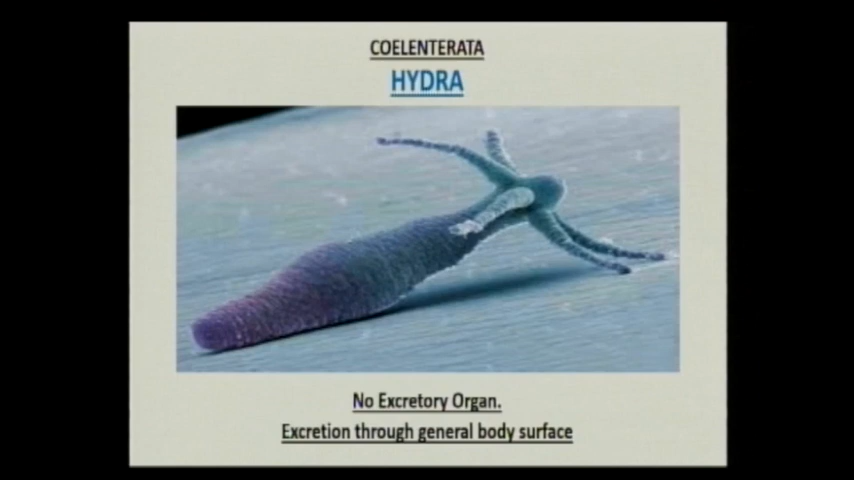 COELENTERATA
HYDRA
No Excretory Organ.
Excretion through general body surface